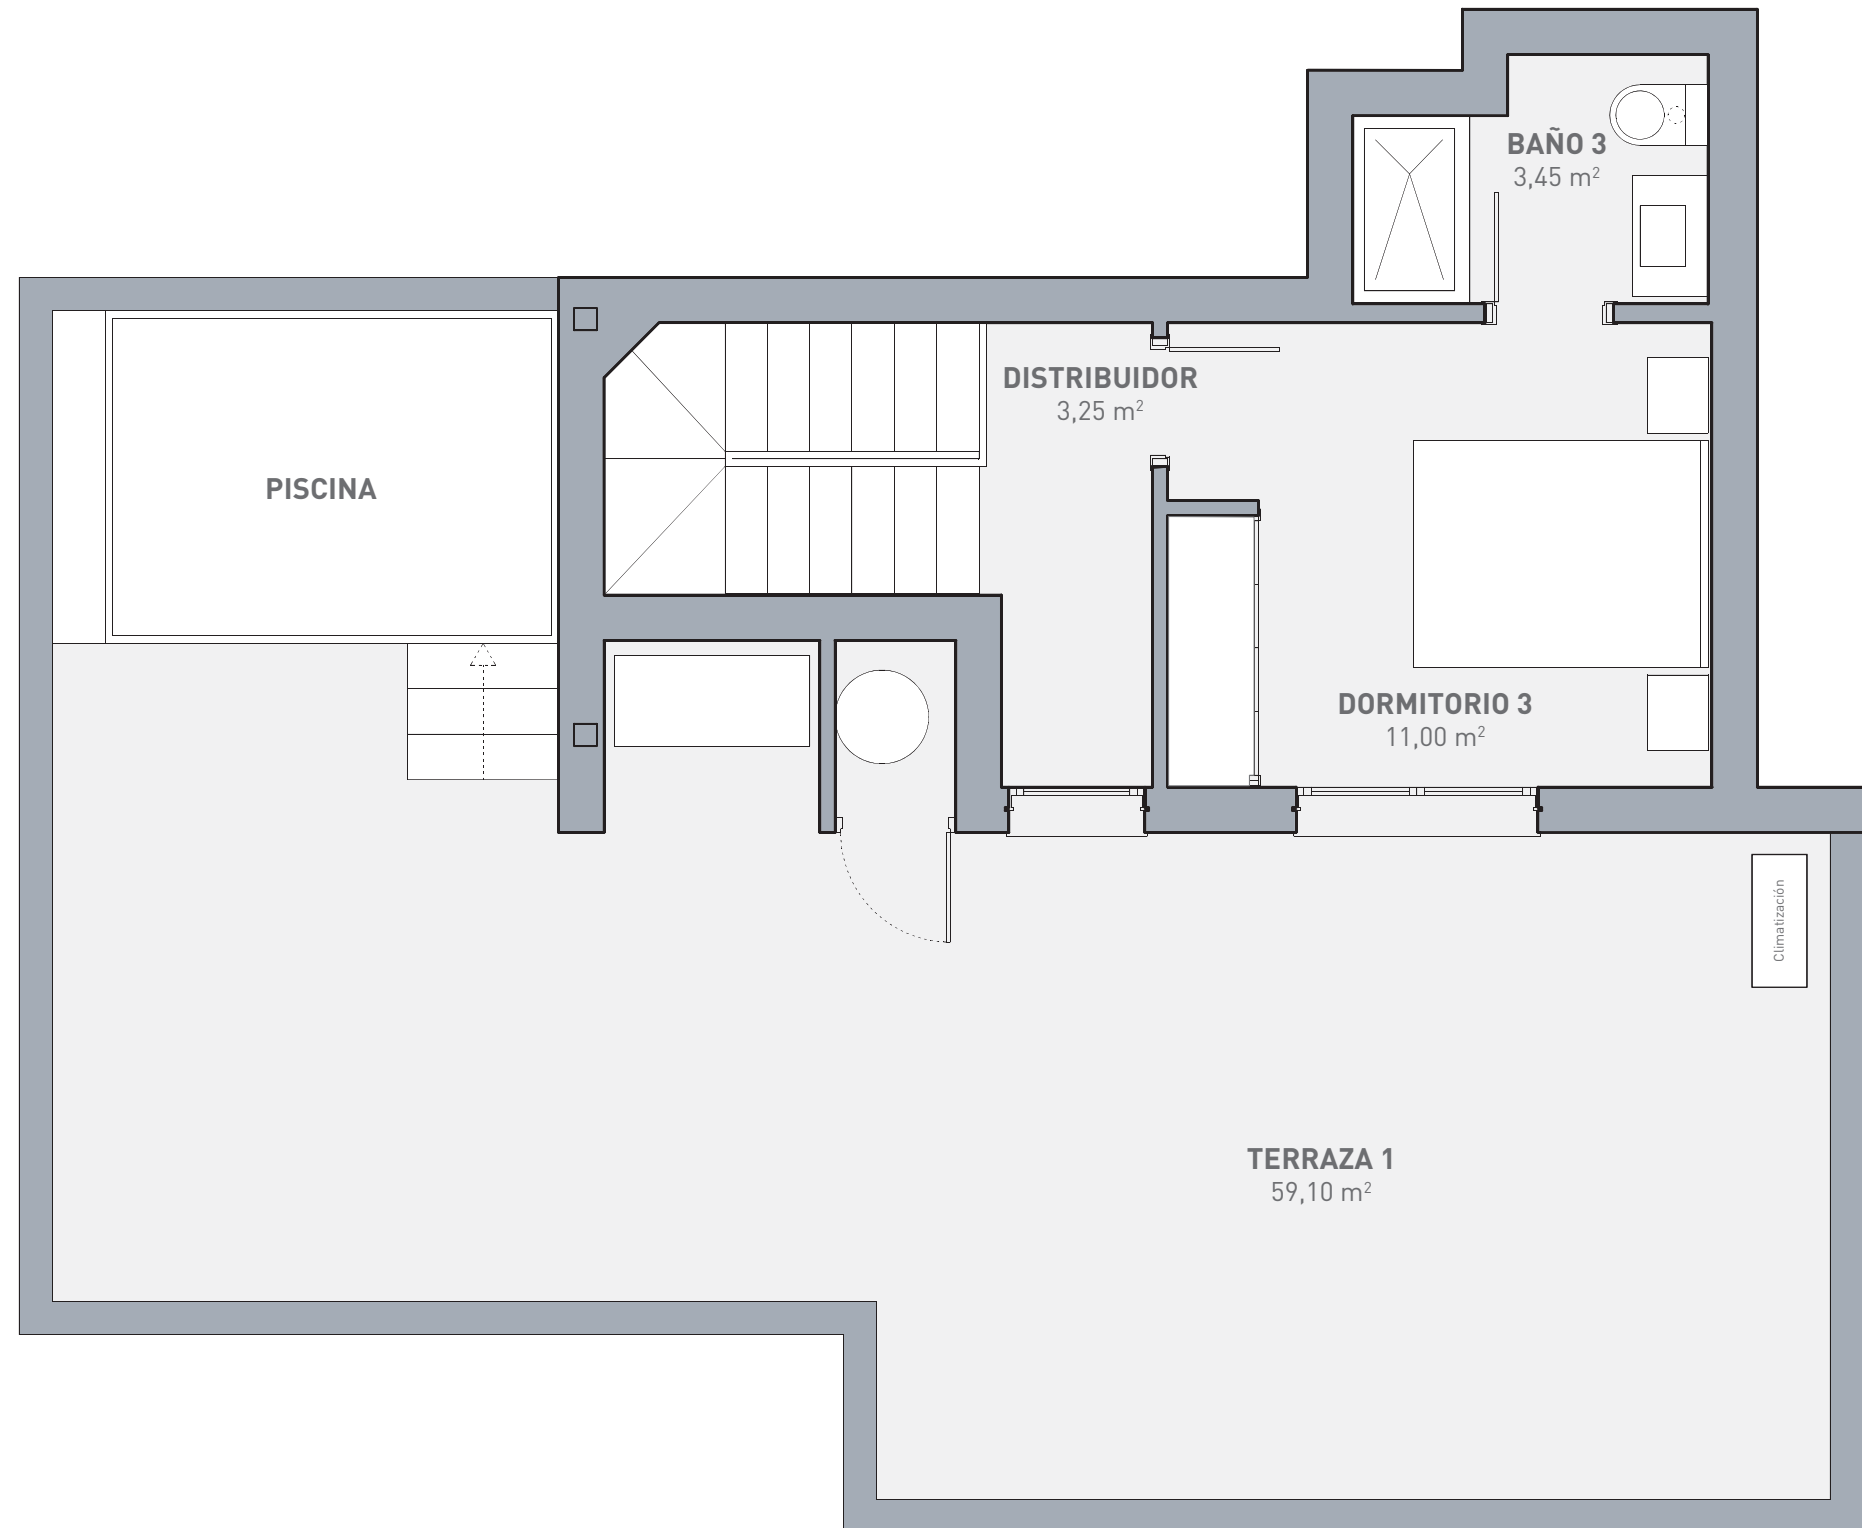 BAÑO 3
3,45 m²
DISTRIBUIDOR
3,25 m²
PISCINA
DORMITORIO 3
11,00 m²
Climatización
TERRAZA 1
59,10 m²